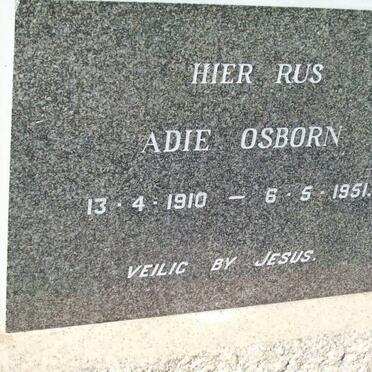 HIER RUS
ADIE OSBORN
13·4·1910 — 6·5·1951.
VEILIG BY JESUS.